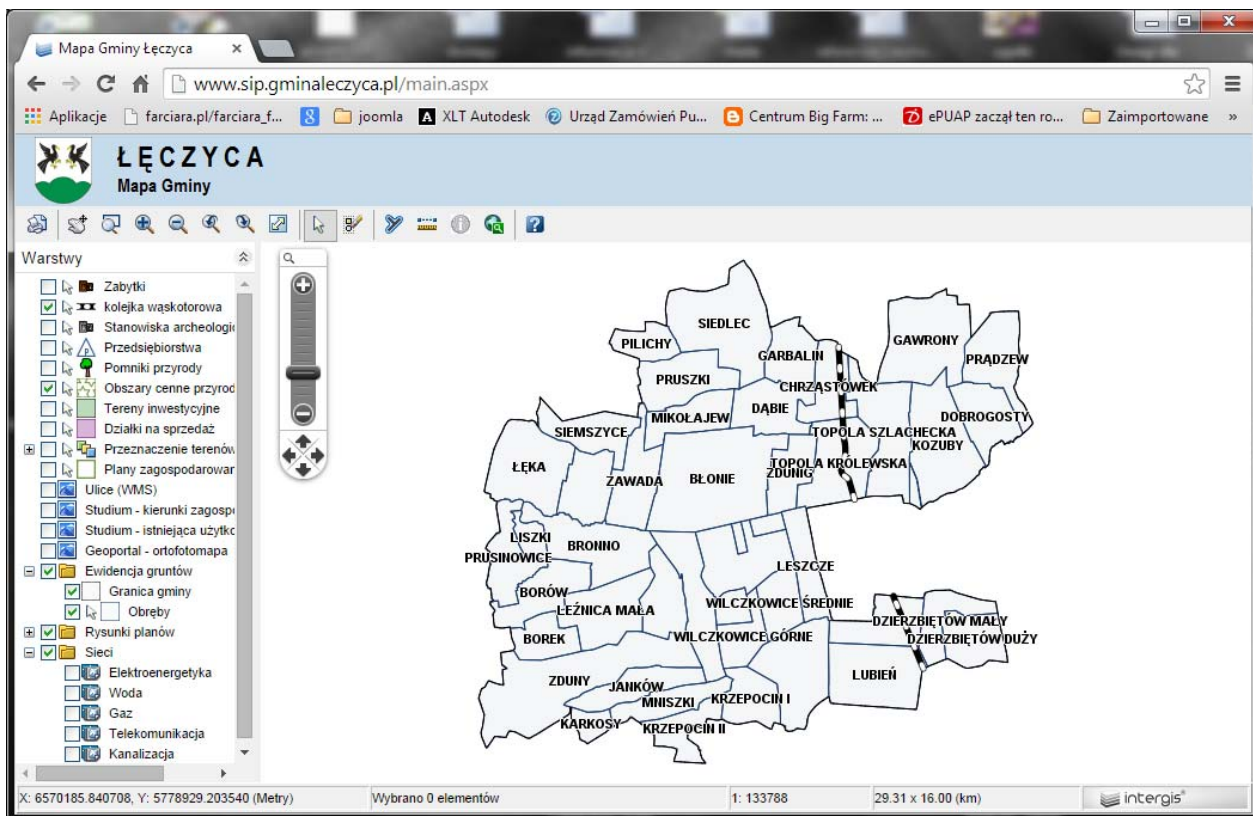 Mapa Gminy Łęczyca
www.sip.gminaleczyca.pl/main.aspx
Aplikacje farciara.pl/farciara_f... 8 joomla A XLT Autodesk Urząd Zamówień Pu... Centrum Big Farm: ... ePUAP zaczął ten ro... Zaimportowane »
ŁĘCZYCA
Mapa Gminy
Warstwy
Zabytki
kolejka wąskotorowa
Stanowiska archeologic
Przedsiębiorstwa
Pomniki przyrody
Obszary cenne przyrod
Tereny inwestycyjne
Działki na sprzedaż
Przeznaczenie terenów
Plany zagospodarowan
Ulice (WMS)
Studium - kierunki zagospo
Studium - istniejąca użytko
Geoportal - ortofotomapa
Ewidencja gruntów
Granica gminy
Obręby
Rysunki planów
Sieci
Elektroenergetyka
Woda
Gaz
Telekomunikacja
Kanalizacja
SIEDLEC
PILICHY
GARBALIN
GAWRONY
PRĄDZEW
PRUSZKI
CHRZĄSTÓWEK
MIKOŁAJEW
DĄBIE
DOBROGOSTY
SIEMSZYCE
TOPOLA SZLACHECKA
KOZUBY
ŁĘKA
ZAWADA
BŁONIE
ZDUNIG
TOPOLA KRÓLEWSKA
LISZKI
BRONNO
PRUSINOWICE
LESZCZE
BORÓW
LEŹNICA MAŁA
WILCZKOWICE ŚREDNIE
BOREK
WILCZKOWICE GÓRNE
DZIERZBIĘTÓW MAŁY
DZIERZBIĘTÓW DUŻY
LUBIEŃ
ZDUNY
JANKÓW
MNISZKI
KRZEPOCIN I
KARKOSY
KRZEPOCIN II
X: 6570185.840708, Y: 5778929.203540 (Metry) Wybrano 0 elementów 1: 133788 29.31 x 16.00 (km) intergis